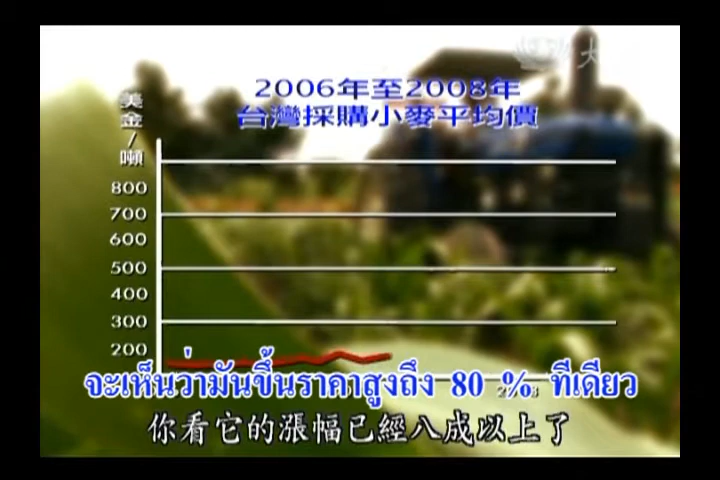 大
2006年至2008年
台灣採購小麥平均價
美金/噸
800
700
600
500
400
300
200
จะเห็นว่ามันขึ้นราคาสูงถึง 80 % ทีเดียว
你看它的漲幅已經八成以上了